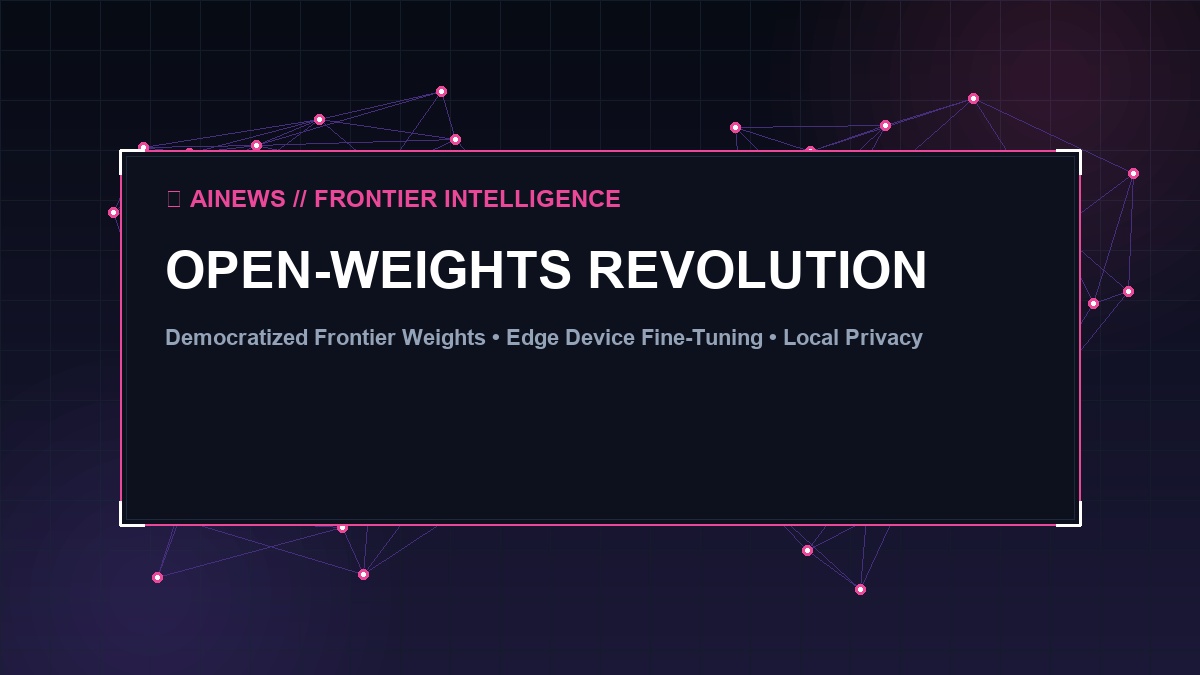 AINEWS // FRONTIER INTELLIGENCE
OPEN-WEIGHTS REVOLUTION
Democratized Frontier Weights • Edge Device Fine-Tuning • Local Privacy